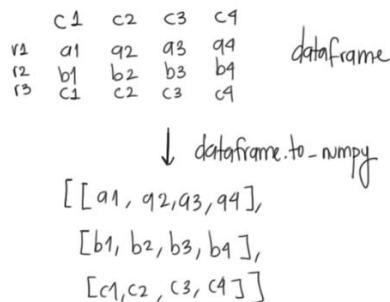 c1 c2 c3 c4
r1 a1 a2 a3 a4
r2 b1 b2 b3 b4
r3 c1 c2 c3 c4
dataframe
dataframe.to_numpy
[[a1, a2, a3, a4],
[b1, b2, b3, b4],
[c1, c2, c3, c4]]